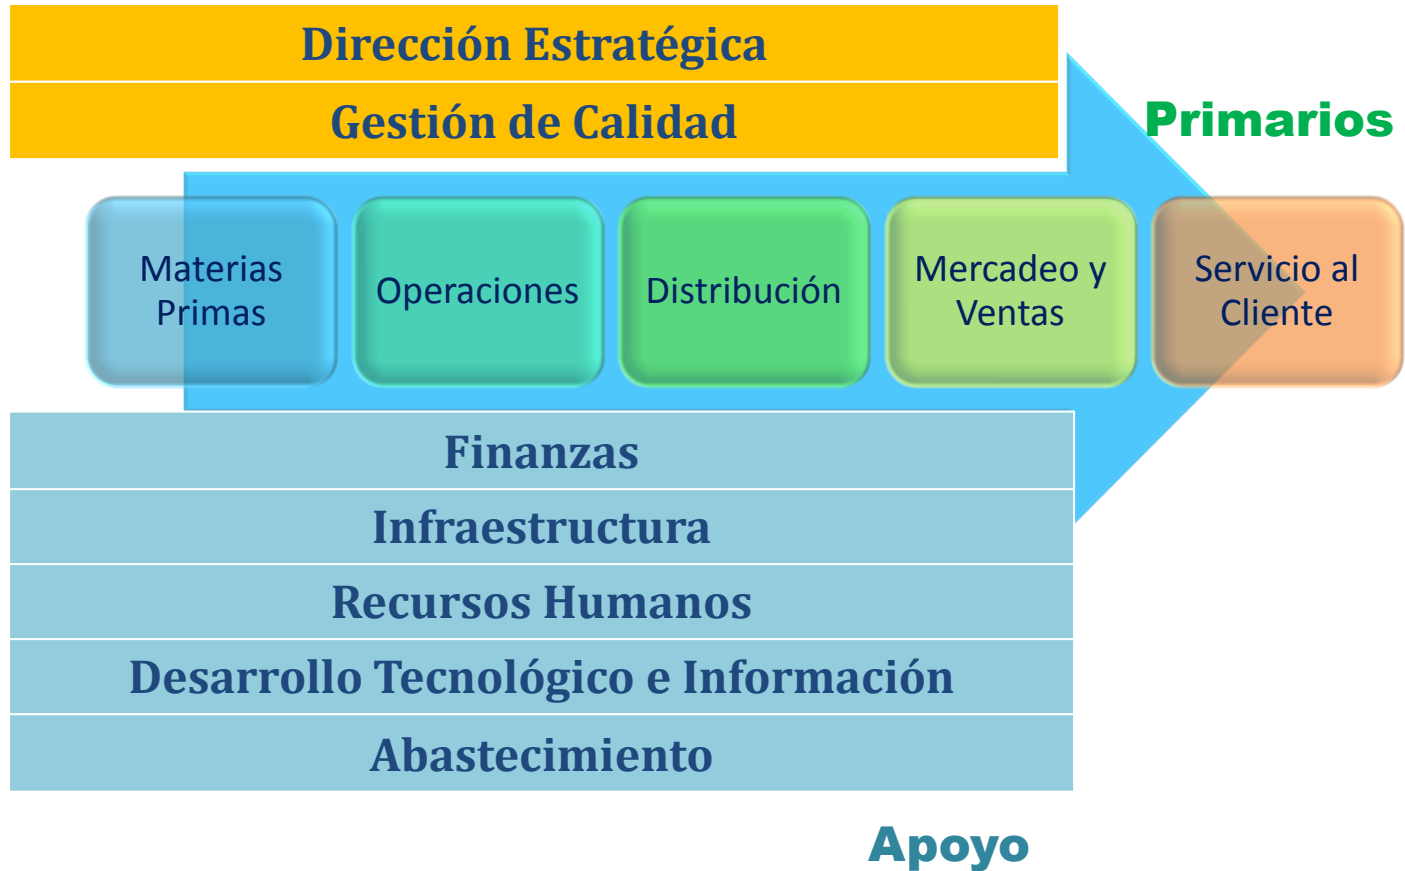 Dirección Estratégica
Gestión de Calidad
Primarios
Materias
Primas
Operaciones
Distribución
Mercadeo y
Ventas
Servicio al
Cliente
Finanzas
Infraestructura
Recursos Humanos
Desarrollo Tecnológico e Información
Abastecimiento
Apoyo